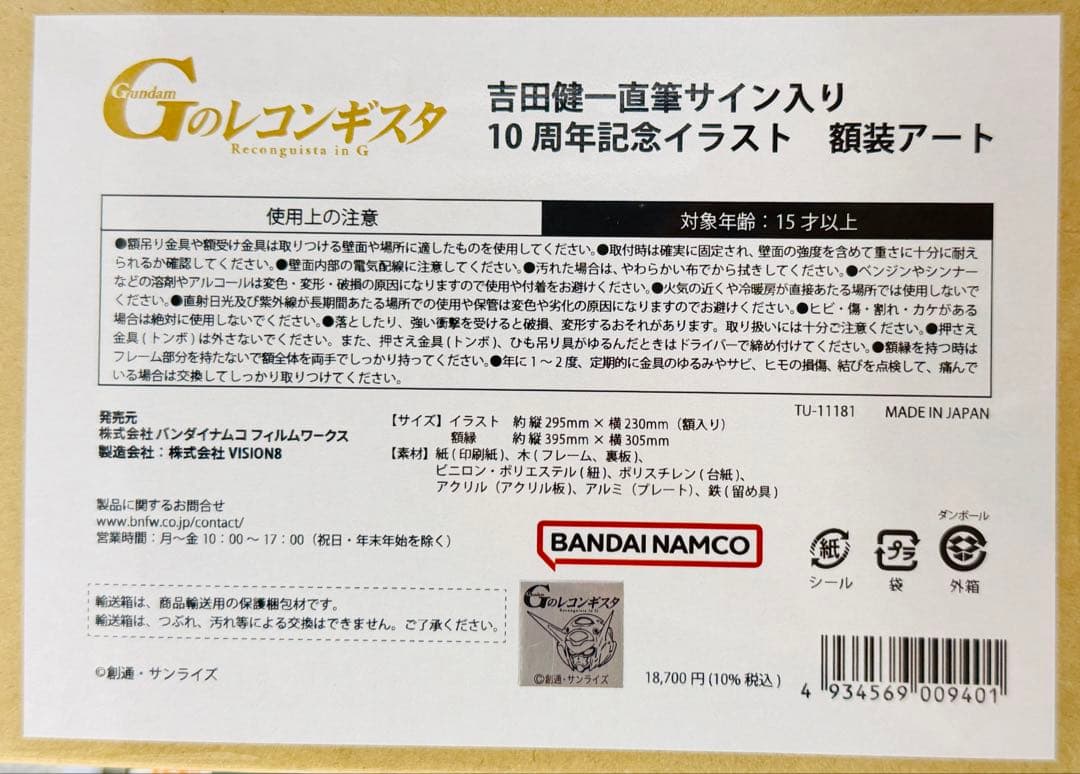 Gundam
Gのレコンギスタ
Reconguista in G
吉田健一直筆サイン入り
10周年記念イラスト　額装アート
使用上の注意
対象年齢：15才以上
●額吊り金具や額受け金具は取りつける壁面や場所に適したものを使用してください。●取付時は確実に固定され、壁面の強度を含めて重さに十分に耐え
られるか確認してください。●壁面内部の電気配線に注意してください。●汚れた場合は、やわらかい布でから拭きしてください。●ベンジンやシンナー
などの溶剤やアルコールは変色・変形・破損の原因になりますので使用や付着をお避けください。●火気の近くや冷暖房が直接あたる場所では使用しないで
ください。●直射日光及び紫外線が長期間あたる場所での使用や保管は変色や劣化の原因になりますのでお避けください。●ヒビ・傷・割れ・カケがある
場合は絶対に使用しないでください。●落としたり、強い衝撃を受けると破損、変形するおそれがあります。取り扱いには十分ご注意ください。●押さえ
金具(トンボ)は外さないでください。また、押さえ金具(トンボ)、ひも吊り具がゆるんだときはドライバーで締め付けてください。●額縁を持つ時は
フレーム部分を持たないで額全体を両手でしっかり持ってください。●年に1～2度、定期的に金具のゆるみやサビ、ヒモの損傷、結びを点検して、痛んで
いる場合は交換してしっかり取りつけてください。
TU-11181　MADE IN JAPAN
発売元
株式会社バンダイナムコフィルムワークス
製造会社：株式会社VISION8
【サイズ】イラスト　約縦295mm×横230mm（額入り）
額縁　約縦395mm×横305mm
【素材】紙(印刷紙)、木(フレーム、裏板)、
ビニロン・ポリエステル(紐)、ポリスチレン(台紙)、
アクリル（アクリル板）、アルミ（プレート）、鉄(留め具)
製品に関するお問合せ
www.bnfw.co.jp/contact/
営業時間：月～金10：00～17：00（祝日・年末年始を除く）
BANDAI NAMCO
紙
シール
プラ
袋
ダンボール
外箱
輸送箱は、商品輸送用の保護梱包材です。
輸送箱は、つぶれ、汚れ等による交換はできません。ご了承ください。
©創通・サンライズ
Gundam
Gのレコンギスタ
Reconguista in G
©創通・サンライズ
18,700円(10%税込)
4 934569 009401